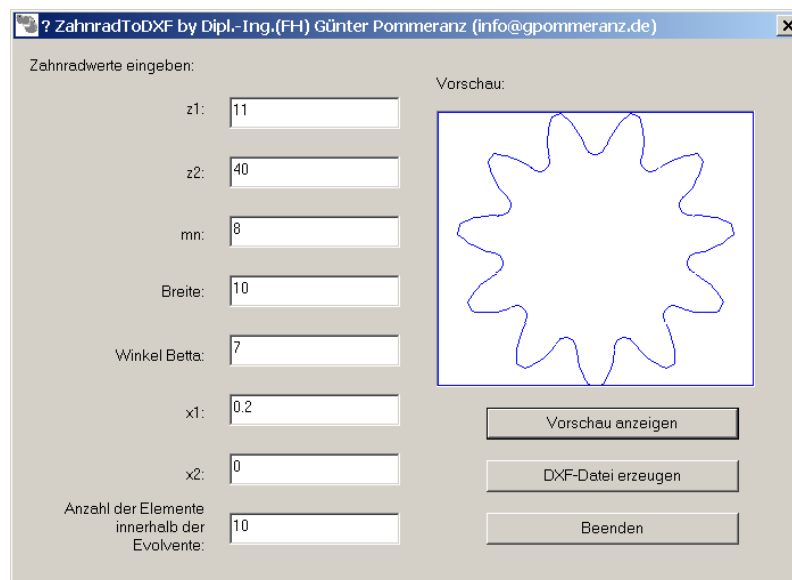 ? ZahnradToDXF by Dipl.-Ing.(FH) Günter Pommeranz (info@gpommeranz.de)
Zahnradwerte eingeben:
z1: 11
z2: 40
mn: 8
Breite: 10
Winkel Betta: 7
x1: 0.2
x2: 0
Anzahl der Elemente
innerhalb der
Evolvente: 10
Vorschau:
Vorschau anzeigen
DXF-Datei erzeugen
Beenden